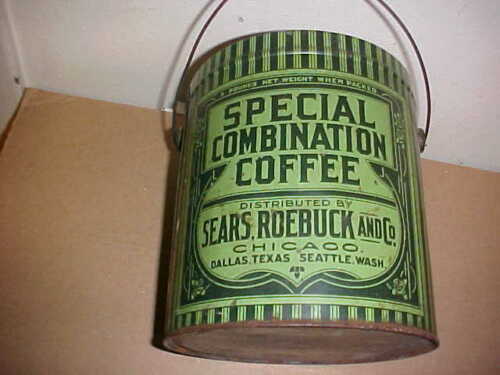 POUNDS NET WEIGHT WHEN PACKED
SPECIAL
COMBINATION
COFFEE
DISTRIBUTED BY
SEARS, ROEBUCK AND CO.
CHICAGO.
DALLAS, TEXAS SEATTLE, WASH.